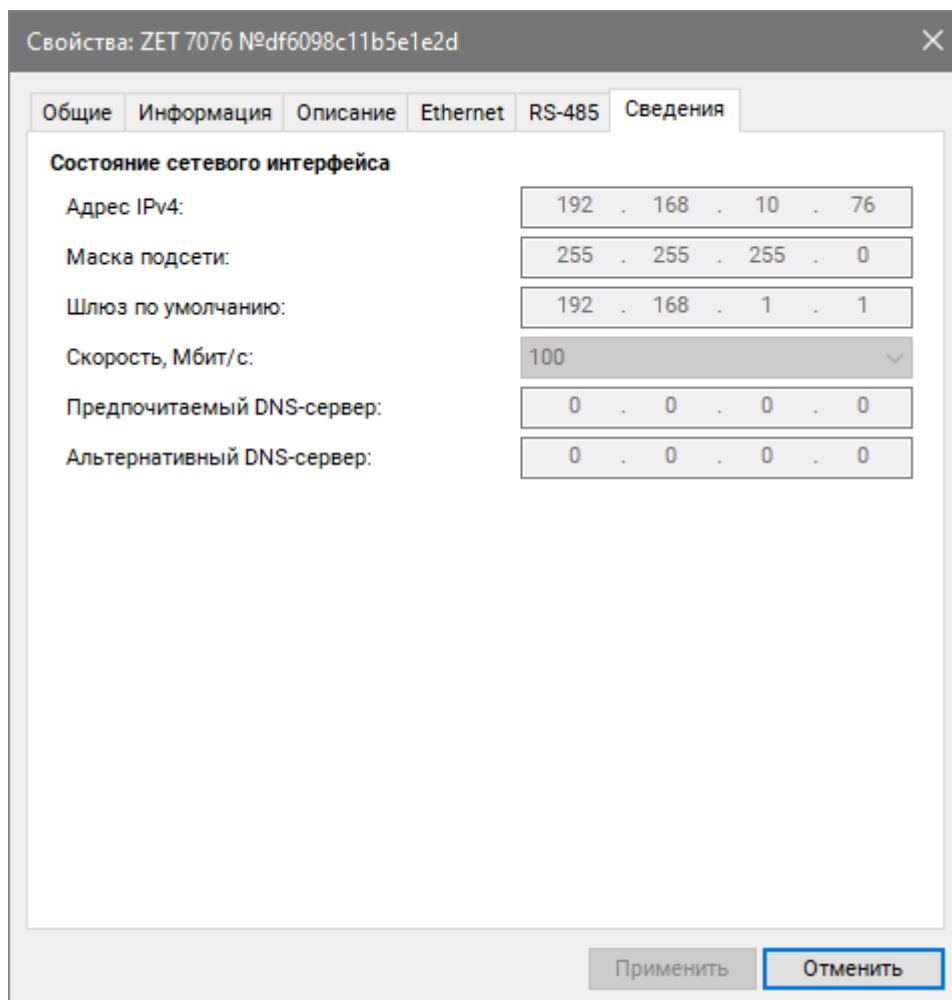 Свойства: ZET 7076 №df6098c11b5e1e2d
Общие Информация Описание Ethernet RS-485 Сведения
Состояние сетевого интерфейса
Адрес IPv4: 192 . 168 . 10 . 76
Маска подсети: 255 . 255 . 255 . 0
Шлюз по умолчанию: 192 . 168 . 1 . 1
Скорость, Мбит/с: 100
Предпочитаемый DNS-сервер: 0 . 0 . 0 . 0
Альтернативный DNS-сервер: 0 . 0 . 0 . 0
Применить Отменить